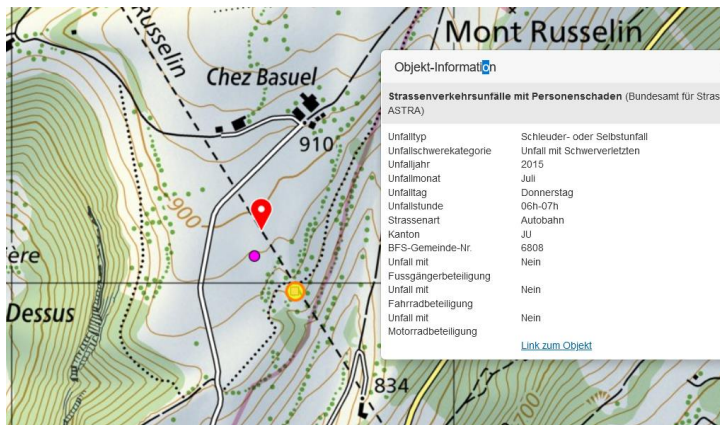 Mont Russelin
Russelin
Chez Basuel
910
900
ere
Dessus
834
700
Objekt-Information
Strassenverkehrsunfälle mit Personenschaden (Bundesamt für Stras
ASTRA)
Unfalltyp Schleuder- oder Selbstunfall
Unfallschwerekategorie Unfall mit Schwerverletzten
Unfalljahr 2015
Unfallmonat Juli
Unfalltag Donnerstag
Unfallstunde 06h-07h
Strassenart Autobahn
Kanton JU
BFS-Gemeinde-Nr. 6808
Unfall mit Nein
Fussgängerbeteiligung
Unfall mit Nein
Fahrradbeteiligung
Unfall mit Nein
Motorradbeteiligung
Link zum Objekt